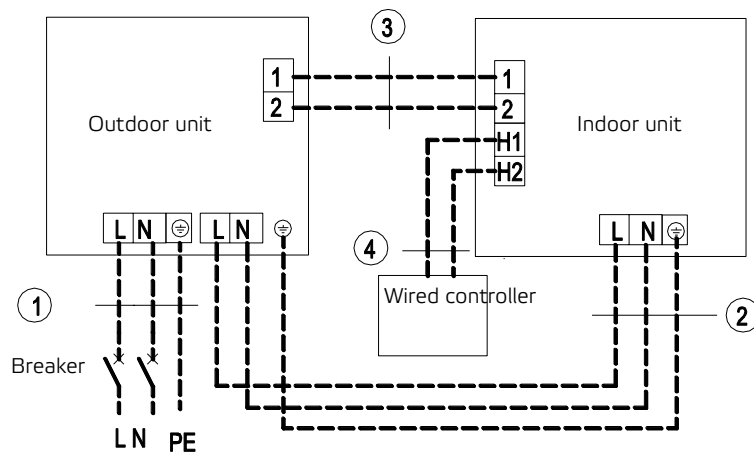 3
1
1
2
2
Outdoor unit
Indoor unit
H1
H2
L N
L N
L N
4
Wired controller
1
2
Breaker
L N
PE